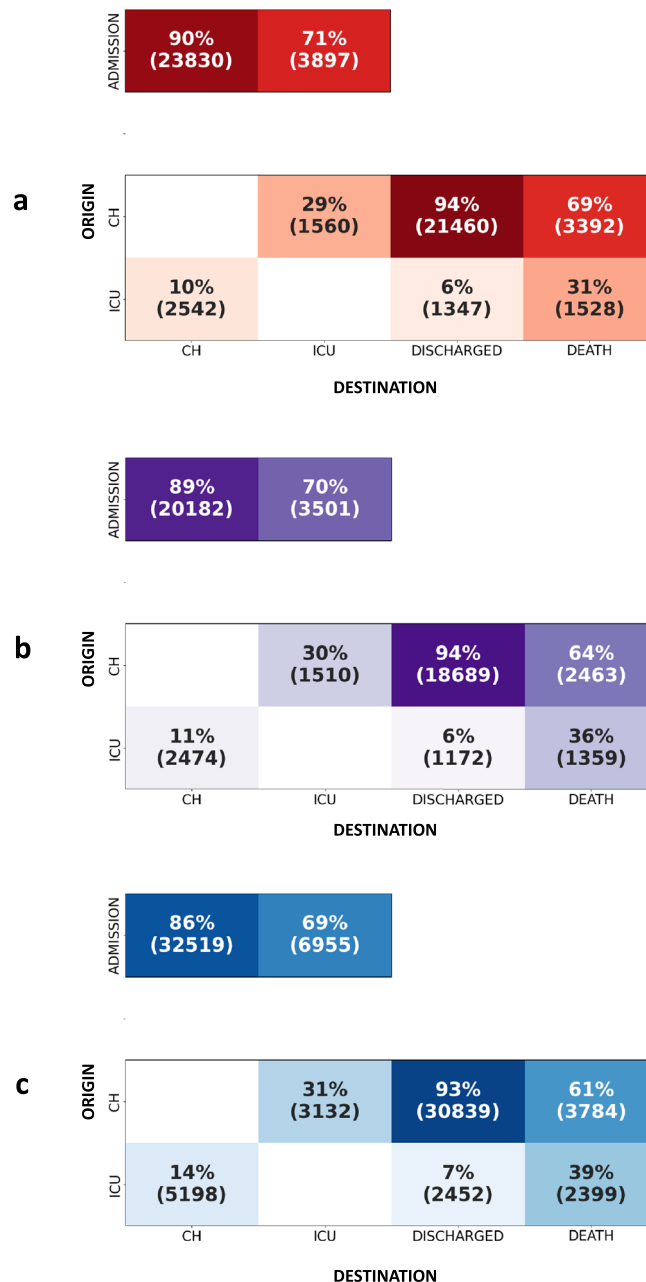 ADMISSION
90% 71%
(23830) (3897)
a
ORIGIN
CH
29% 94% 69%
(1560) (21460) (3392)
ICU
10% 6% 31%
(2542) (1347) (1528)
CH ICU DISCHARGED DEATH
DESTINATION
ADMISSION
89% 70%
(20182) (3501)
b
ORIGIN
CH
30% 94% 64%
(1510) (18689) (2463)
ICU
11% 6% 36%
(2474) (1172) (1359)
CH ICU DISCHARGED DEATH
DESTINATION
ADMISSION
86% 69%
(32519) (6955)
c
ORIGIN
CH
31% 93% 61%
(3132) (30839) (3784)
ICU
14% 7% 39%
(5198) (2452) (2399)
CH ICU DISCHARGED DEATH
DESTINATION